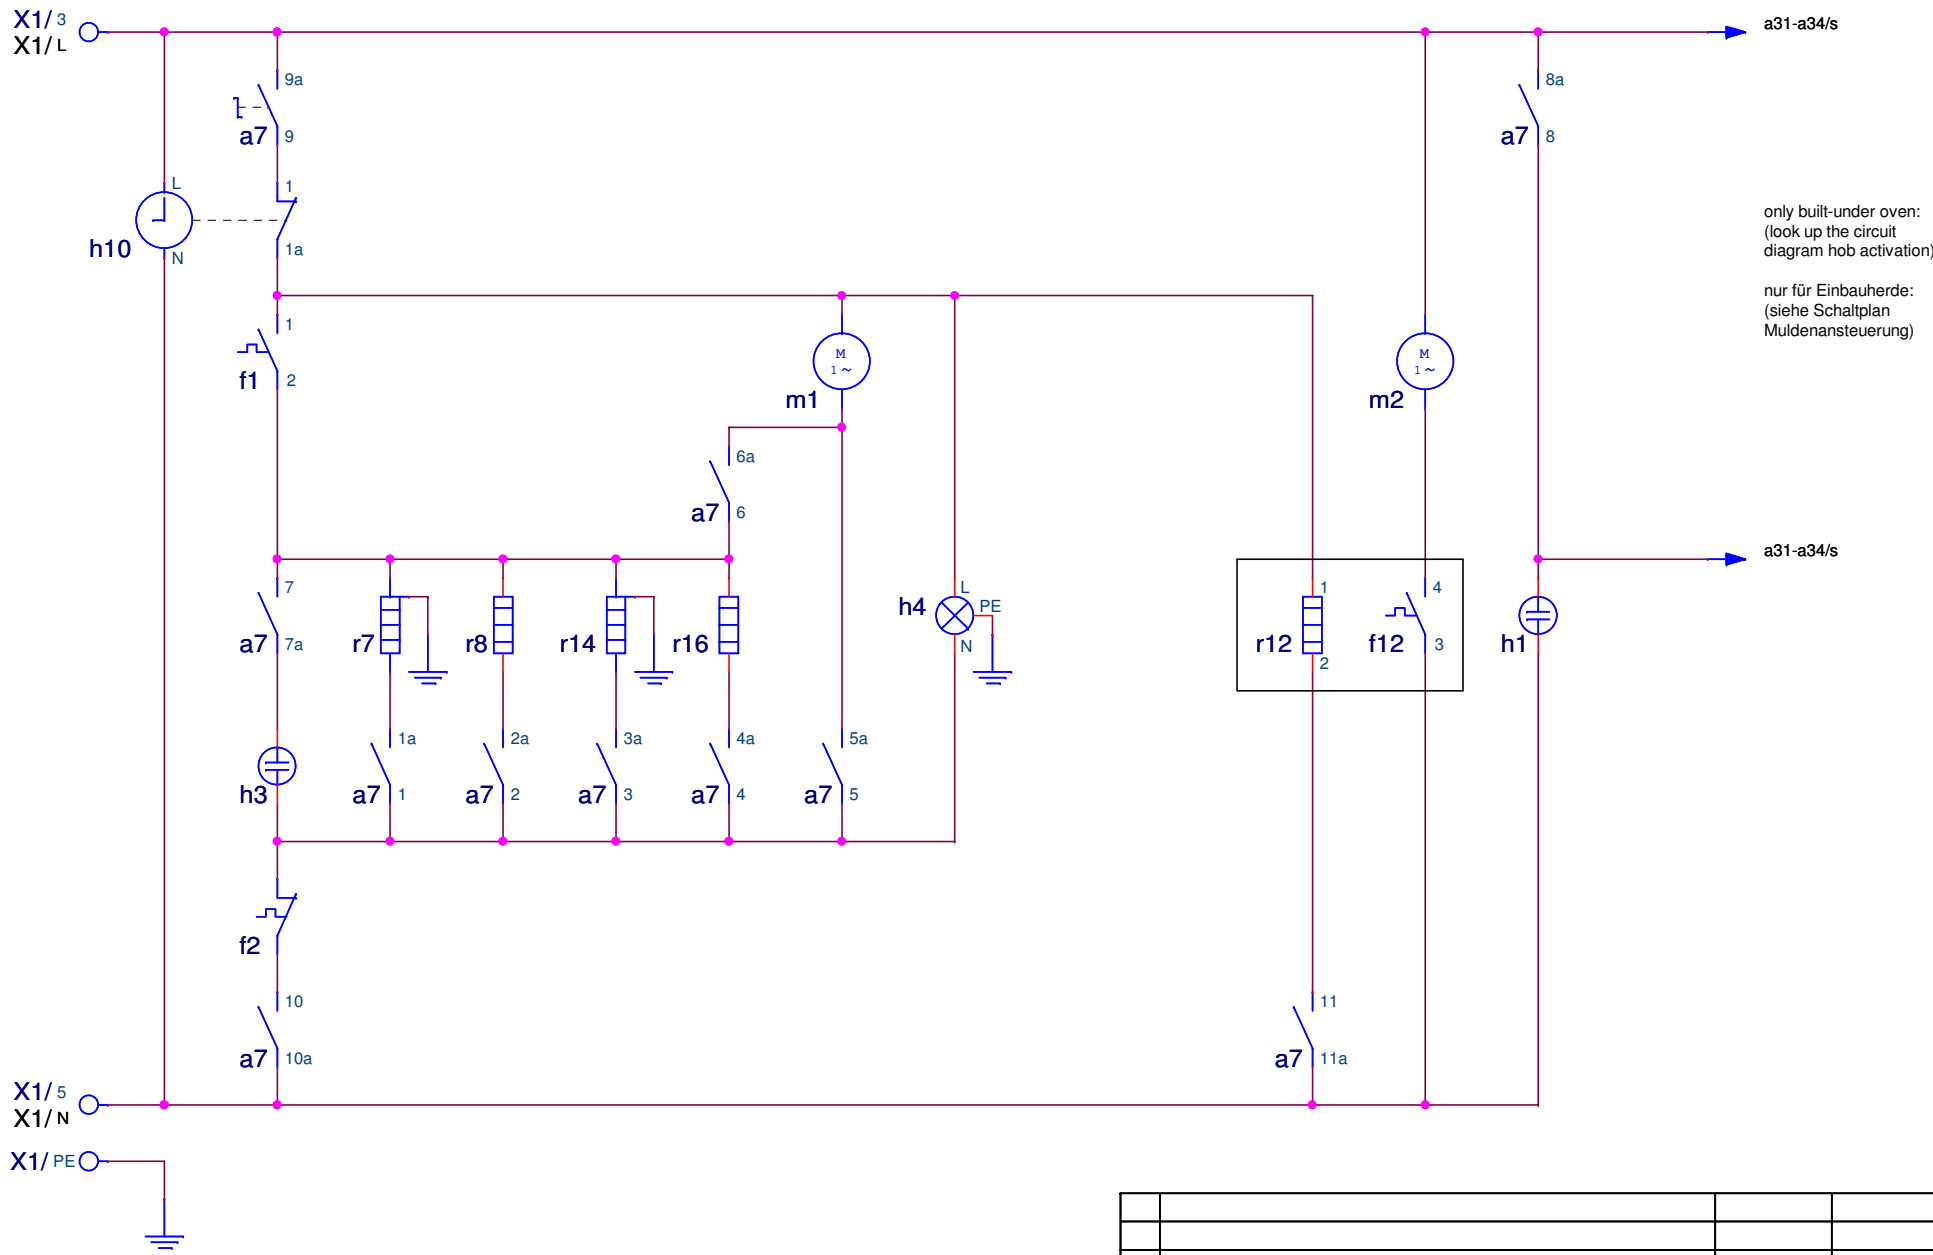 X1/ 3
X1/ L
a31-a34/s
9a
a7 9
8a
a7 8
L
h10
N
1
1a
only built-under oven:
(look up the circuit
diagram hob activation)
nur für Einbauherde:
(siehe Schaltplan
Muldenansteuerung)
1
f1 2
M
1 ~
m1
M
1 ~
m2
6a
a7 6
a31-a34/s
7
a7 7a
r7
r8
r14
r16
h4
L
PE
N
1
r12
2
4
f12 3
h1
h3
1a
a7 1
2a
a7 2
3a
a7 3
4a
a7 4
5a
a7 5
f2
10
a7 10a
11
a7 11a
X1/ 5
X1/ N
X1/ PE